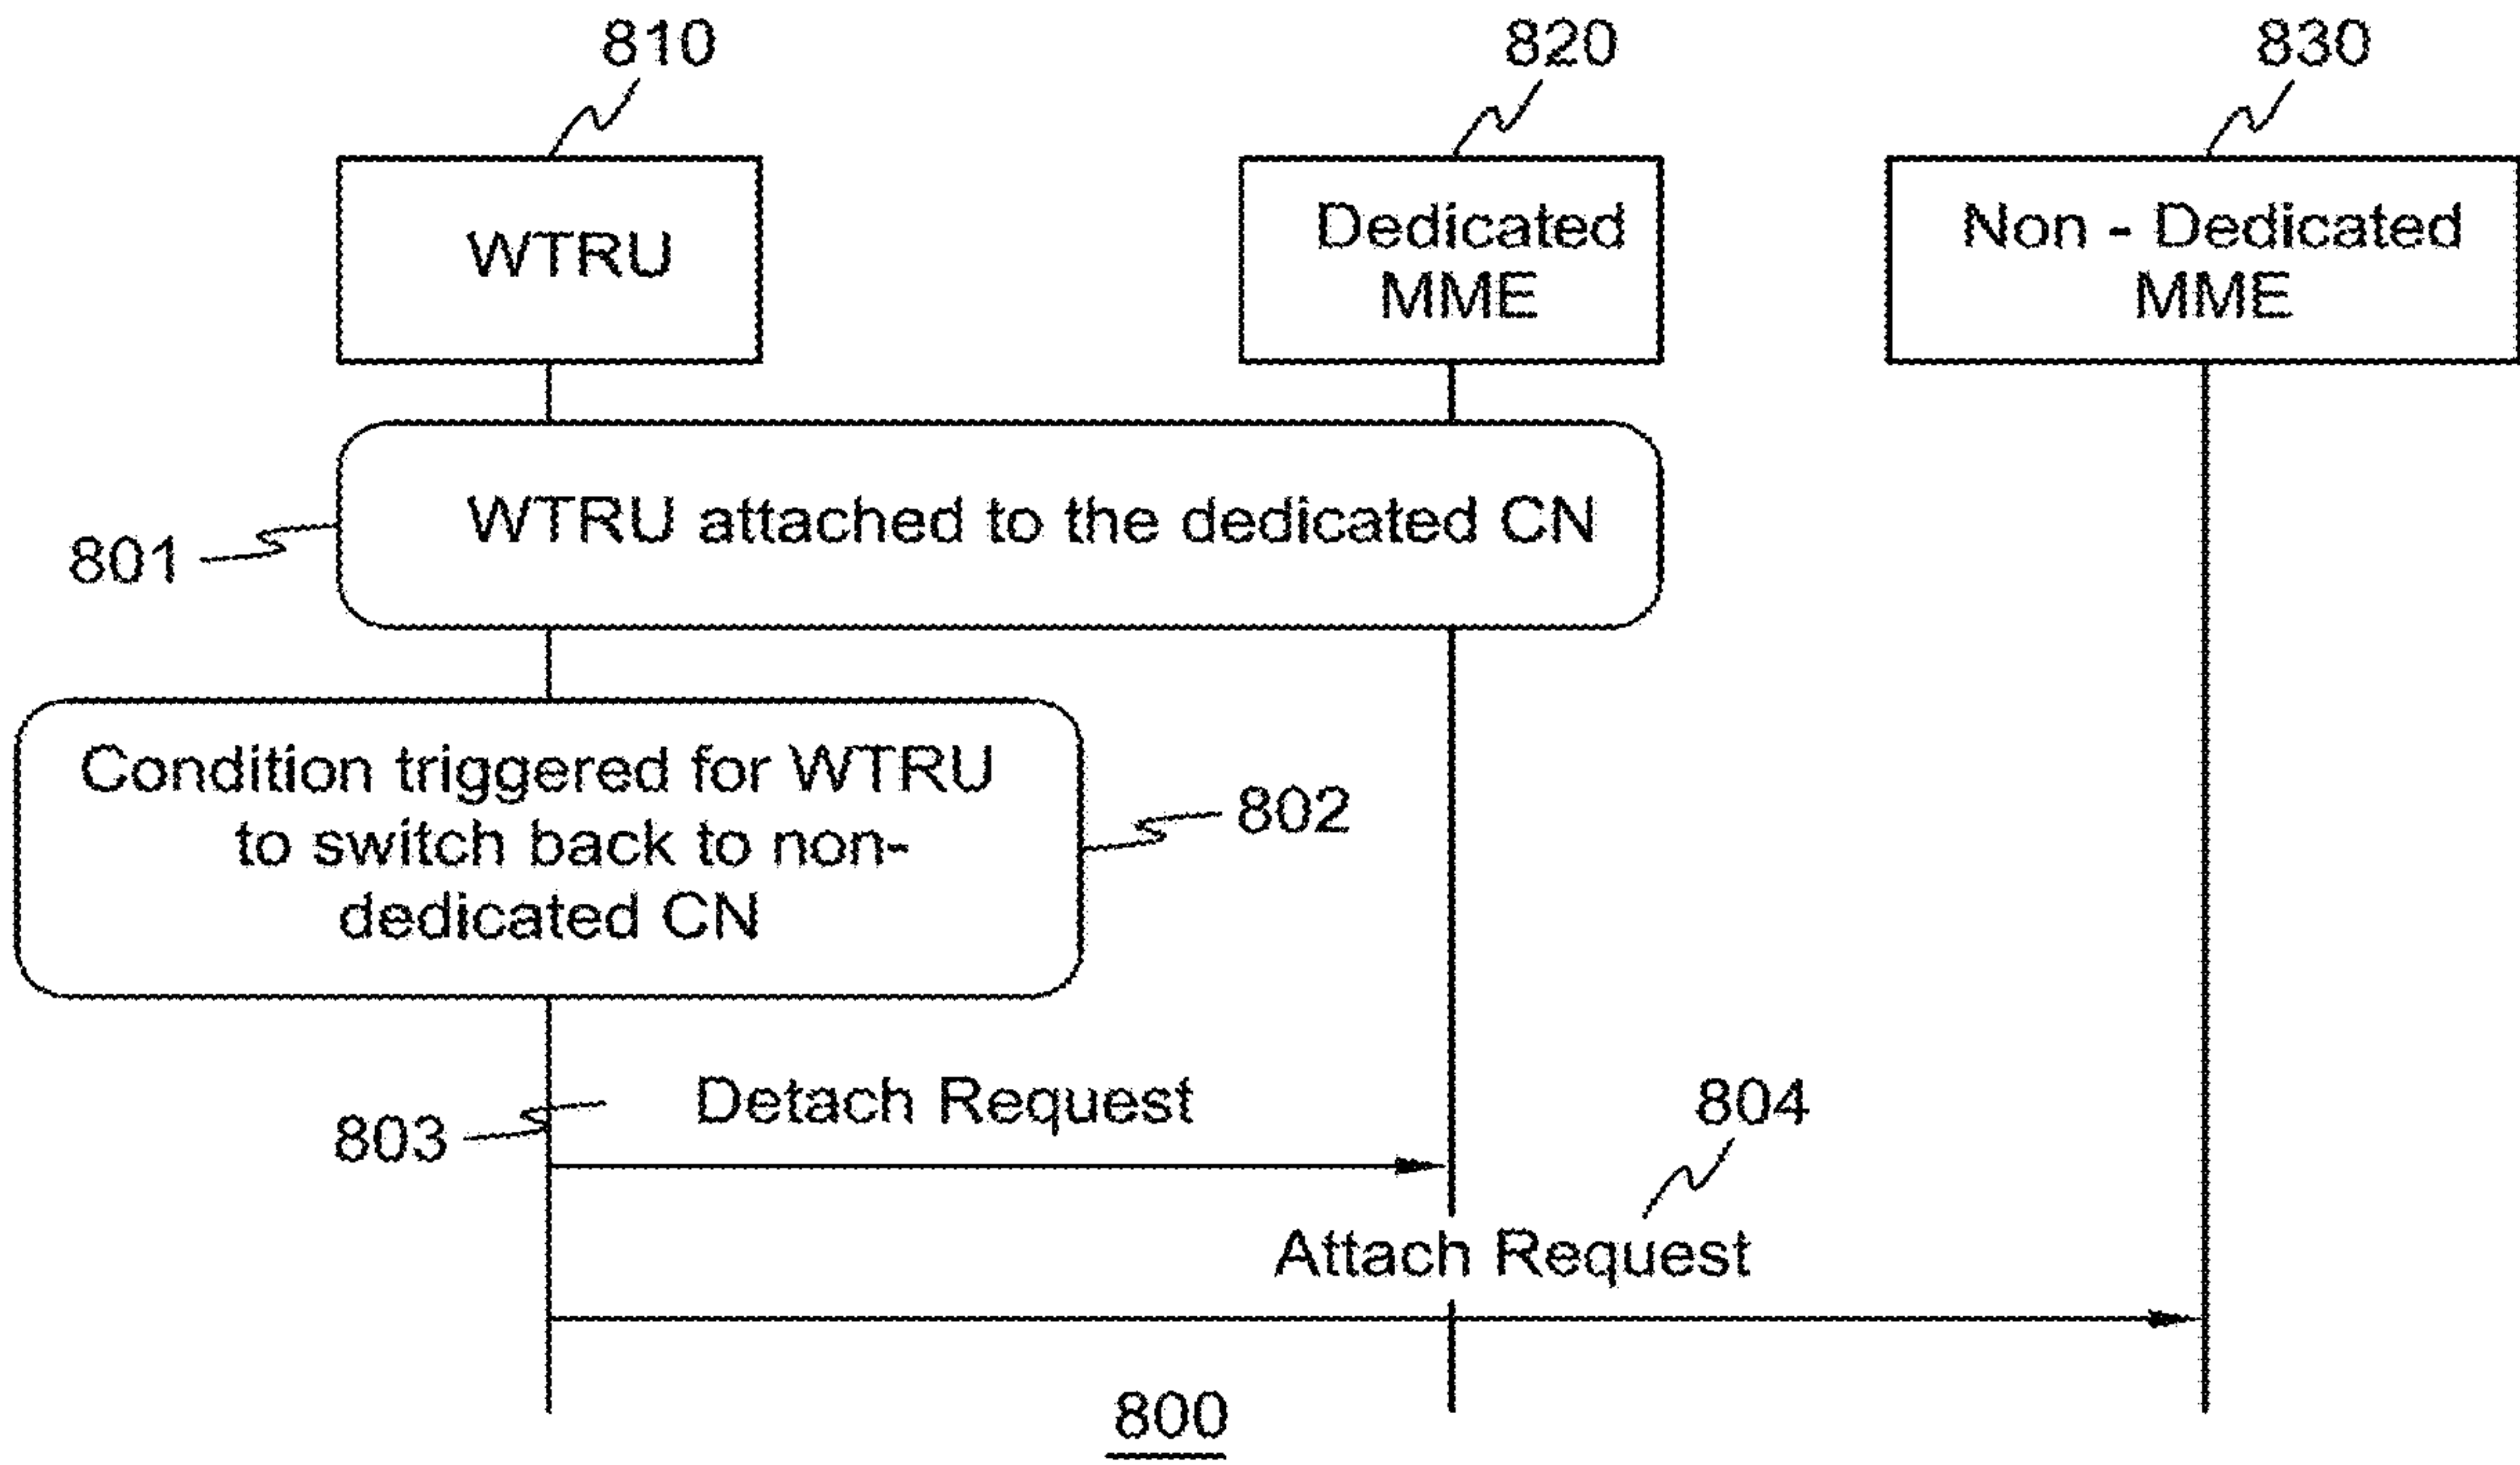 810
820
830
WTRU
Dedicated
MME
Non - Dedicated
MME
WTRU attached to the dedicated CN
801
Condition triggered for WTRU
to switch back to non-
dedicated CN
802
803
Detach Request
804
Attach Request
800